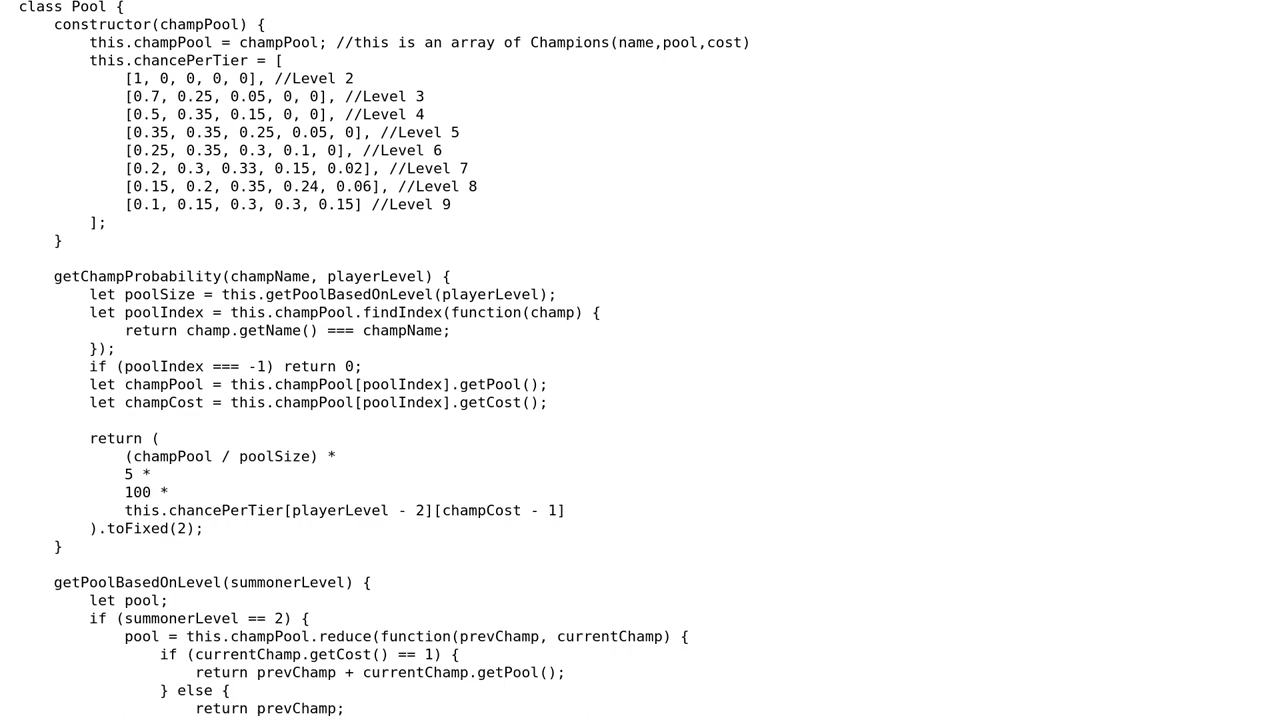 class Pool {
    constructor(champPool) {
        this.champPool = champPool; //this is an array of Champions(name,pool,cost)
        this.chancePerTier = [
            [1, 0, 0, 0, 0], //Level 2
            [0.7, 0.25, 0.05, 0, 0], //Level 3
            [0.5, 0.35, 0.15, 0, 0], //Level 4
            [0.35, 0.35, 0.25, 0.05, 0], //Level 5
            [0.25, 0.35, 0.3, 0.1, 0], //Level 6
            [0.2, 0.3, 0.33, 0.15, 0.02], //Level 7
            [0.15, 0.2, 0.35, 0.24, 0.06], //Level 8
            [0.1, 0.15, 0.3, 0.3, 0.15] //Level 9
        ];
    }

    getChampProbability(champName, playerLevel) {
        let poolSize = this.getPoolBasedOnLevel(playerLevel);
        let poolIndex = this.champPool.findIndex(function(champ) {
            return champ.getName() === champName;
        });
        if (poolIndex === -1) return 0;
        let champPool = this.champPool[poolIndex].getPool();
        let champCost = this.champPool[poolIndex].getCost();

        return (
            (champPool / poolSize) *
            5 *
            100 *
            this.chancePerTier[playerLevel - 2][champCost - 1]
        ).toFixed(2);
    }

    getPoolBasedOnLevel(summonerLevel) {
        let pool;
        if (summonerLevel == 2) {
            pool = this.champPool.reduce(function(prevChamp, currentChamp) {
                if (currentChamp.getCost() == 1) {
                    return prevChamp + currentChamp.getPool();
                } else {
                    return prevChamp;